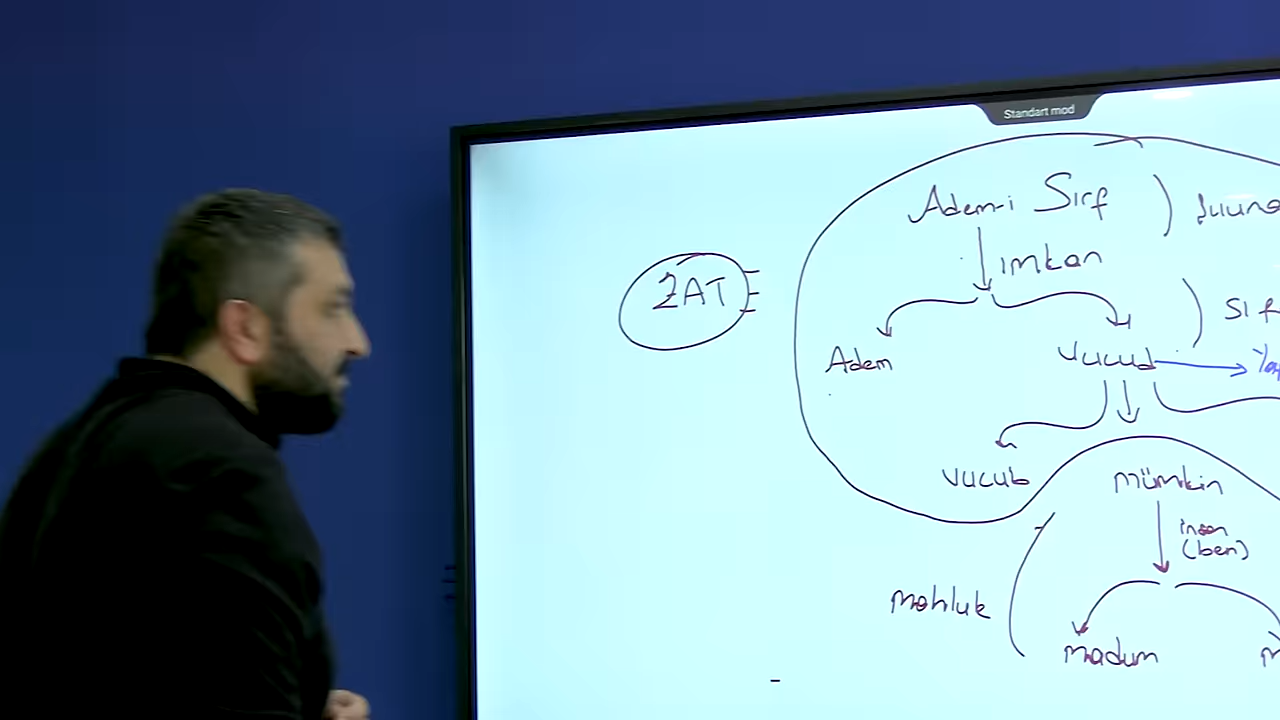 Standart mod
Adem-i Sırf
imkan
ZAT
Adem
vucud
vucub
mümkin
insan
(ben)
mahluk
madum